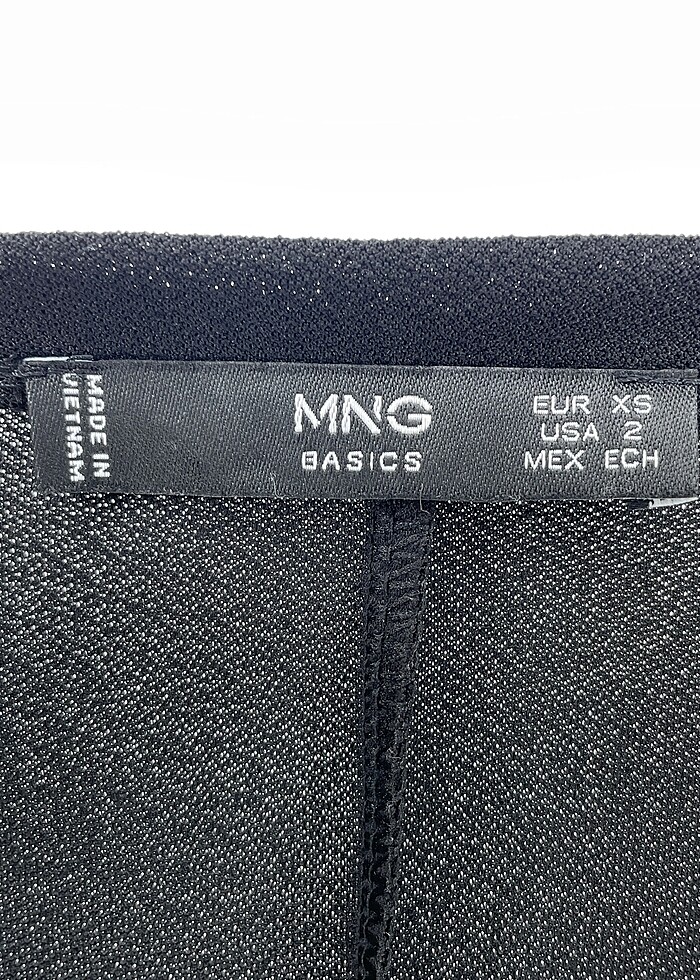 MADE IN
VIETNAM
MNG
BASICS
EUR XS
USA 2
MEX ECH